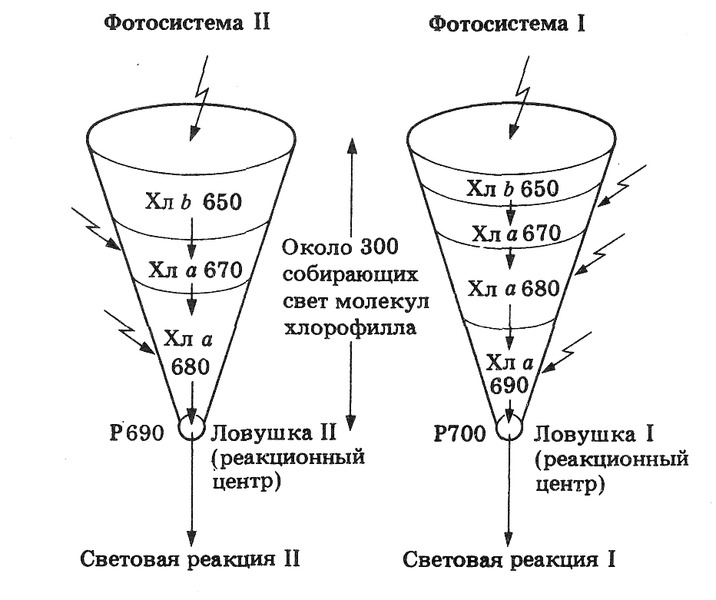 Фотосистема II
Хл b 650
Хл a 670
Хл a
680
P690
Ловушка II
(реакционный
центр)
Световая реакция II
Около 300
собирающих
свет молекул
хлорофилла
Фотосистема I
Хл b 650
Хл a 670
Хл a 680
Хл a
690
P700
Ловушка I
(реакционный
центр)
Световая реакция I